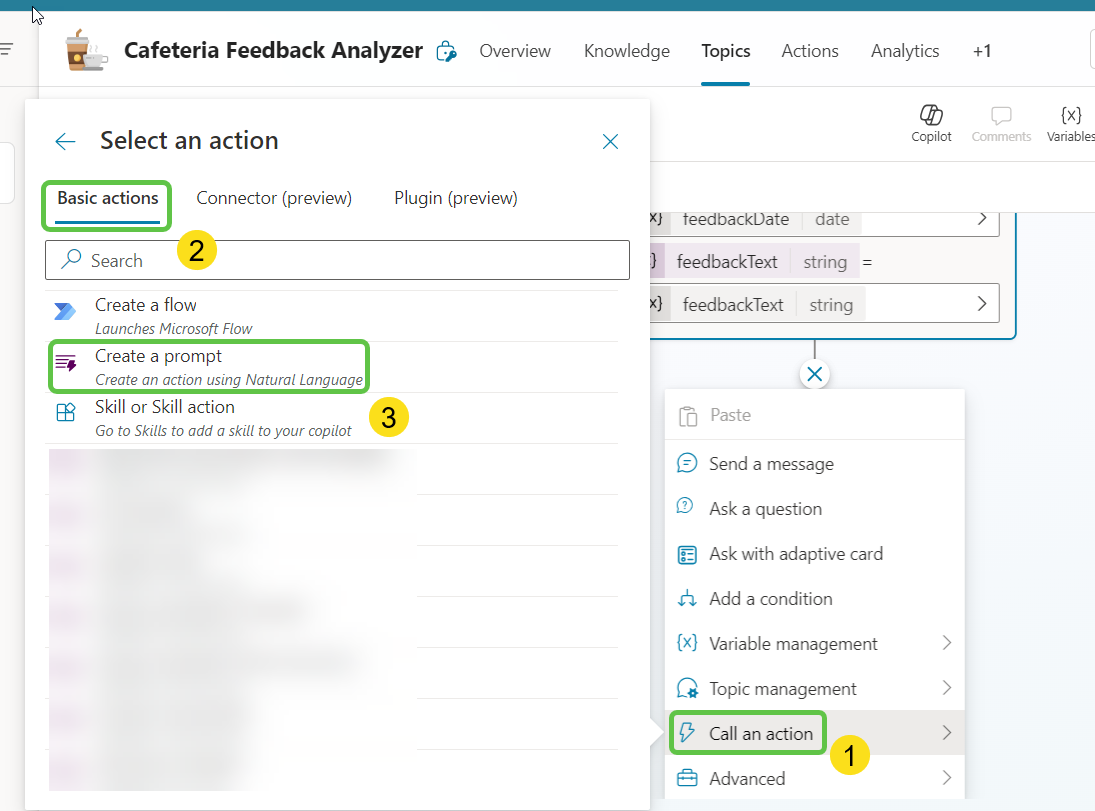 Cafeteria Feedback Analyzer
Overview
Knowledge
Topics
Actions
Analytics
+1
Copilot
Comments
{x}
Variables
Select an action
Basic actions
Connector (preview)
Plugin (preview)
2
Search
Create a flow
Launches Microsoft Flow
Create a prompt
Create an action using Natural Language
Skill or Skill action
Go to Skills to add a skill to your copilot
3
feedbackDate date
feedbackText string =
feedbackText string
Paste
Send a message
Ask a question
Ask with adaptive card
Add a condition
{x} Variable management
Topic management
Call an action
1
Advanced